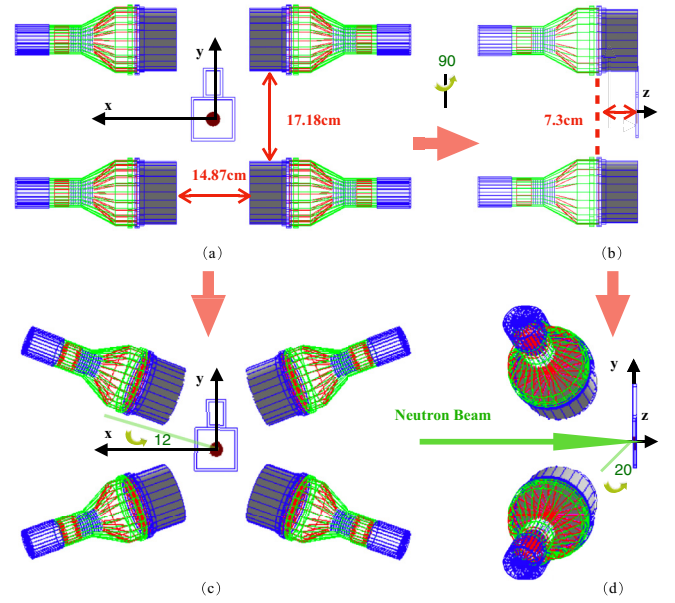 y
x
17.18cm
14.87cm
(a)
90
z
7.3cm
(b)
y
x
12
(c)
Neutron Beam
y
z
20
(d)